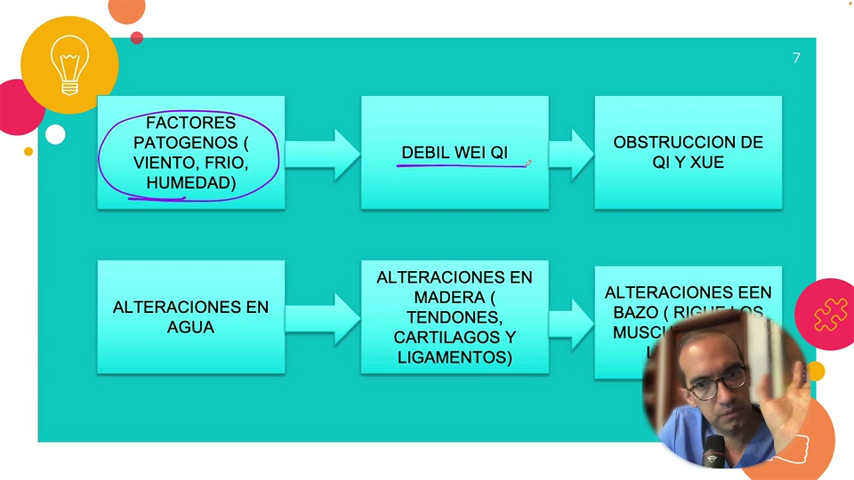 7
FACTORES
PATOGENOS (
VIENTO, FRIO,
HUMEDAD)
DEBIL WEI QI
OBSTRUCCION DE
QI Y XUE
ALTERACIONES EN
AGUA
ALTERACIONES EN
MADERA (
TENDONES,
CARTILAGOS Y
LIGAMENTOS)
ALTERACIONES EEN
BAZO ( RIGUE LOS